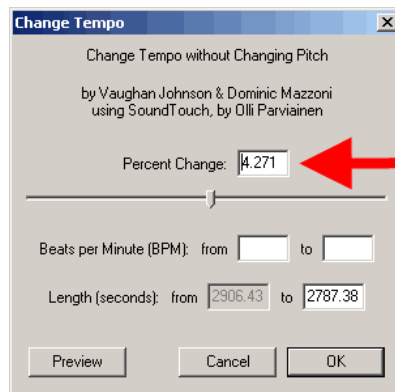 Change Tempo
Change Tempo without Changing Pitch
by Vaughan Johnson & Dominic Mazzoni
using SoundTouch, by Olli Parviainen
Percent Change: 4.271
Beats per Minute (BPM): from to
Length (seconds): from 2906.43 to 2787.38
Preview Cancel OK